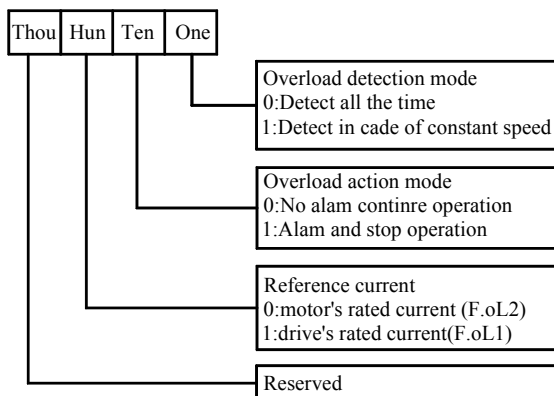 Thou Hun Ten One
Overload detection mode
0:Detect all the time
1:Detect in cade of constant speed
Overload action mode
0:No alam continre operation
1:Alam and stop operation
Reference current
0:motor's rated current (F.oL2)
1:drive's rated current(F.oL1)
Reserved